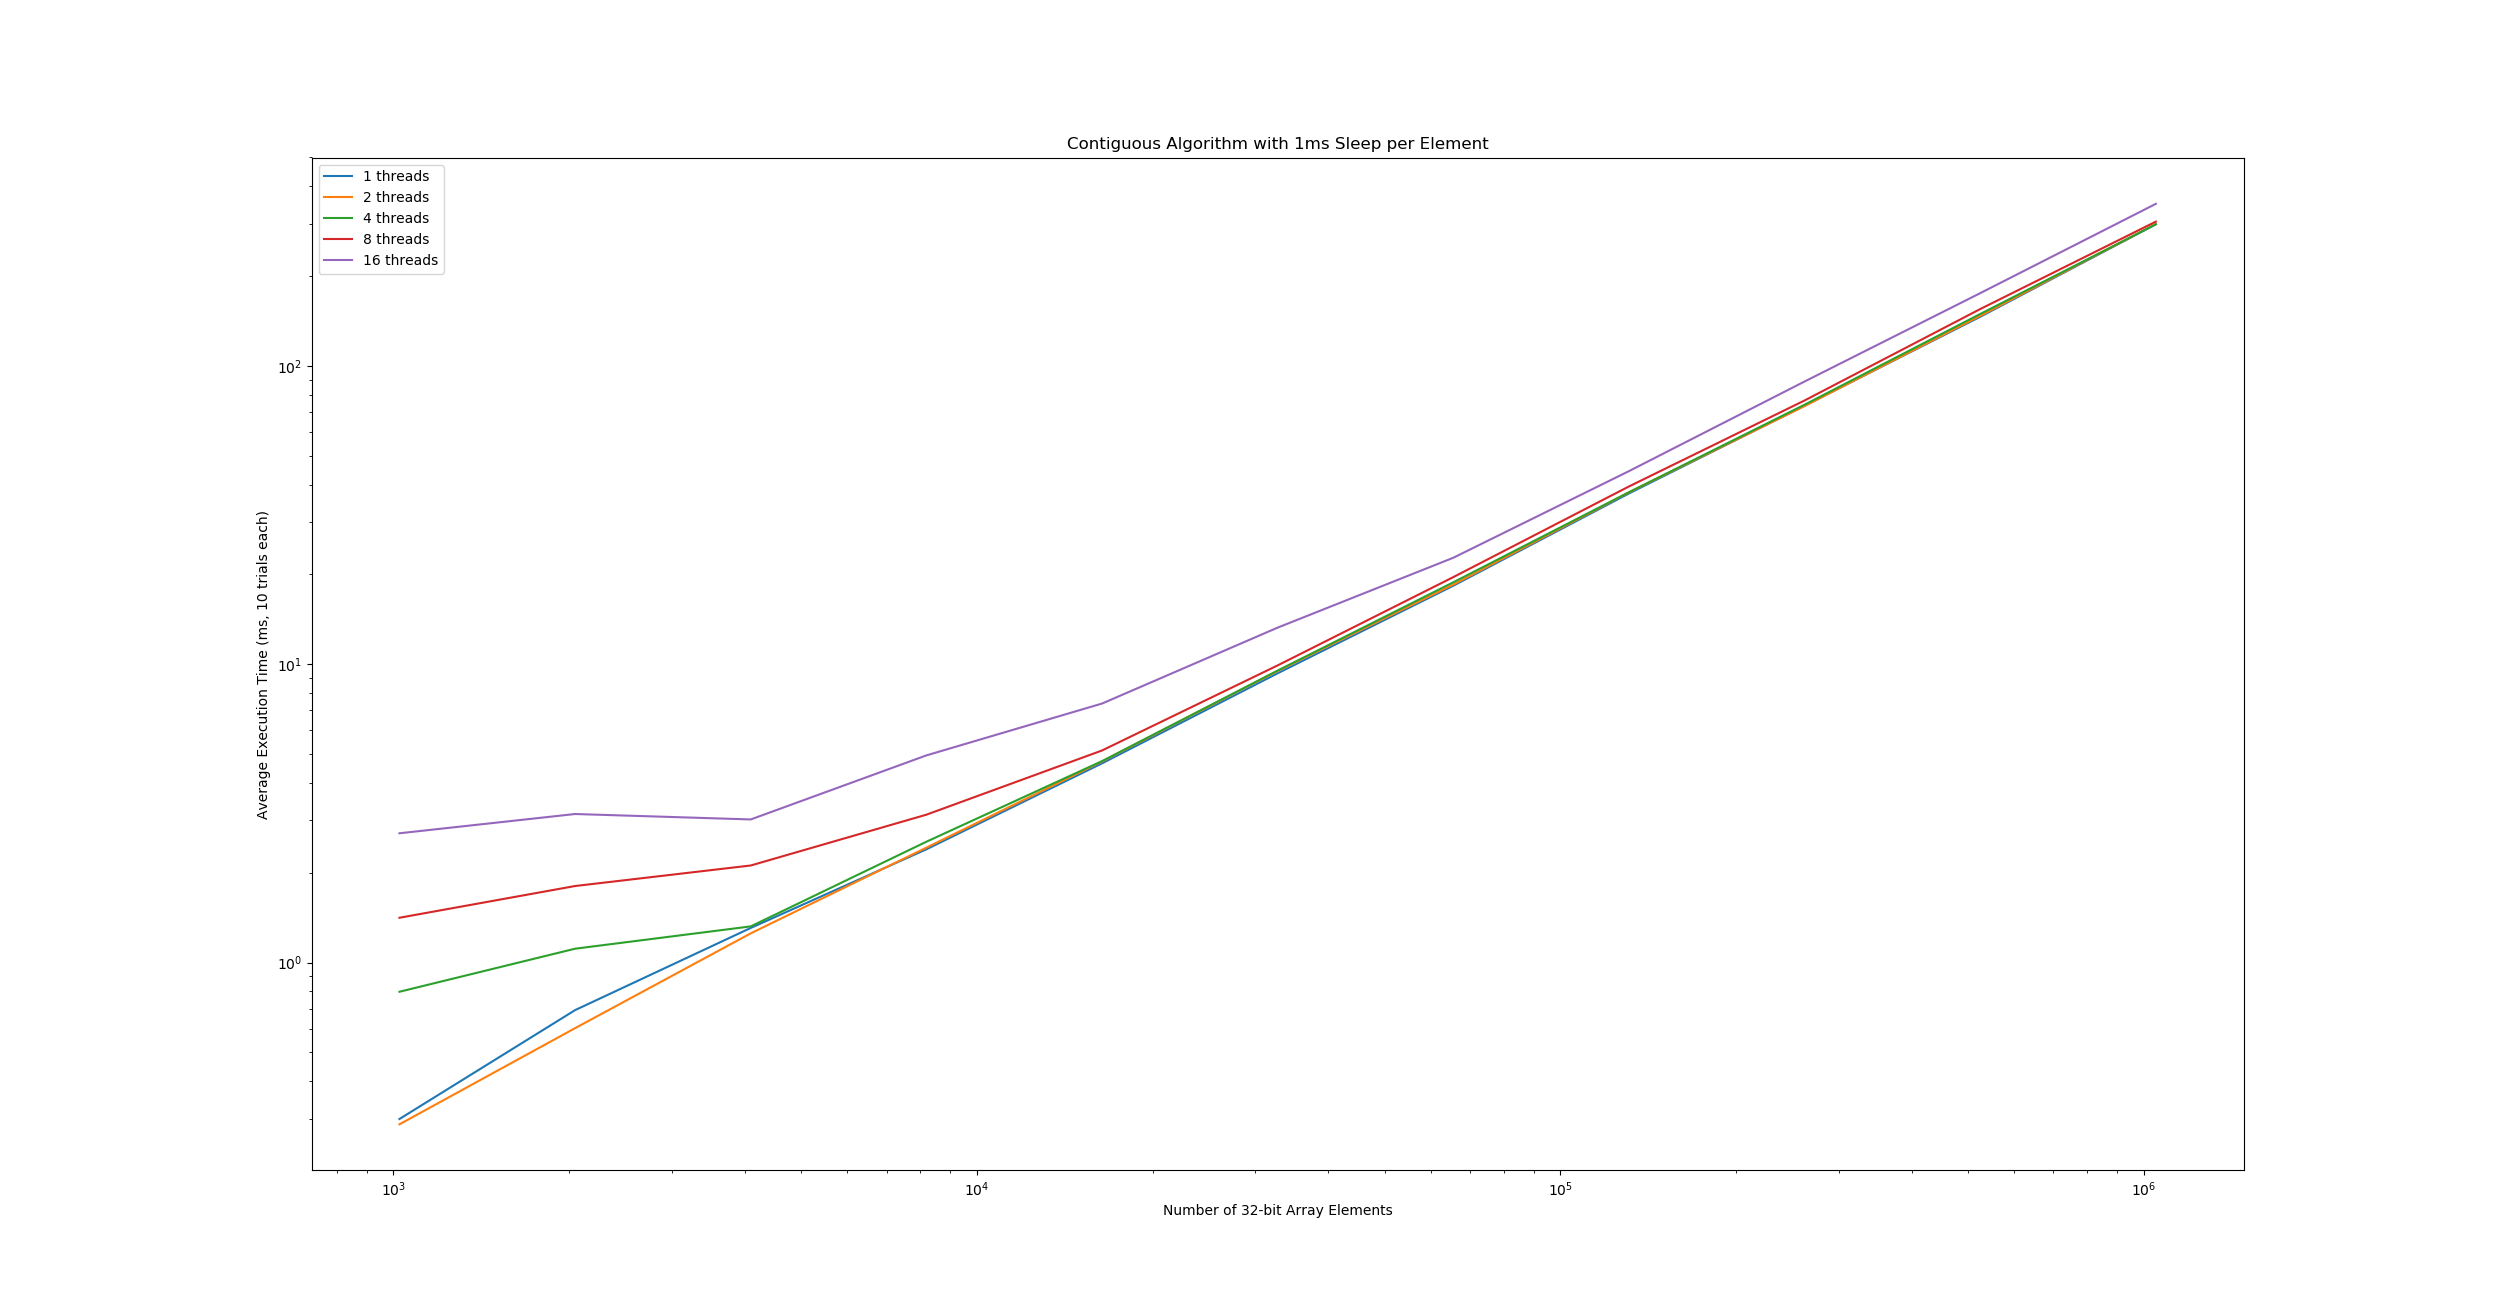 Contiguous Algorithm with 1ms Sleep per Element
1 threads
2 threads
4 threads
8 threads
16 threads
Average Execution Time (ms, 10 trials each)
10²
10¹
10⁰
10³
10⁴
10⁵
10⁶
Number of 32-bit Array Elements